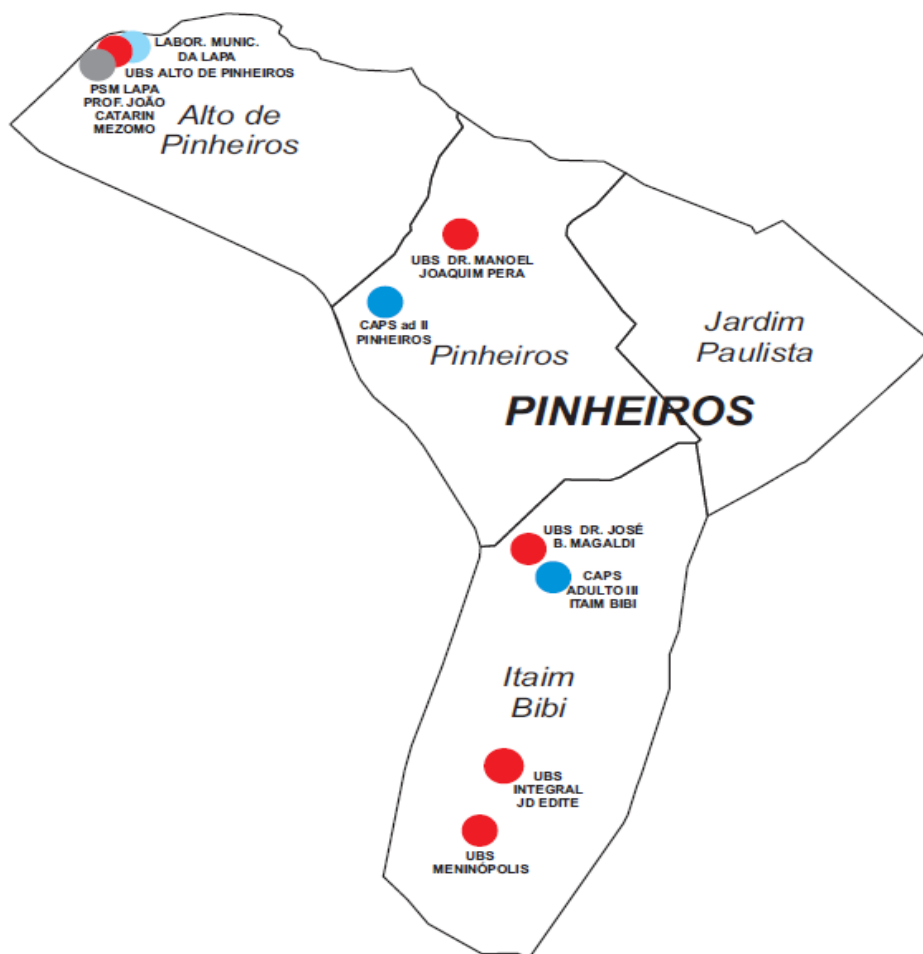 LABOR. MUNIC.
DA LAPA
UBS ALTO DE PINHEIROS
PSM LAPA
PROF. JOÃO
CATARIN
MEZOMO
Alto de
Pinheiros
UBS DR. MANOEL
JOAQUIM PERA
CAPS ad II
PINHEIROS
Pinheiros
Jardim
Paulista
PINHEIROS
UBS DR. JOSÉ
B. MAGALDI
CAPS
ADULTO III
ITAIM BIBI
Itaim
Bibi
UBS
INTEGRAL
JD EDITE
UBS
MENINÓPOLIS